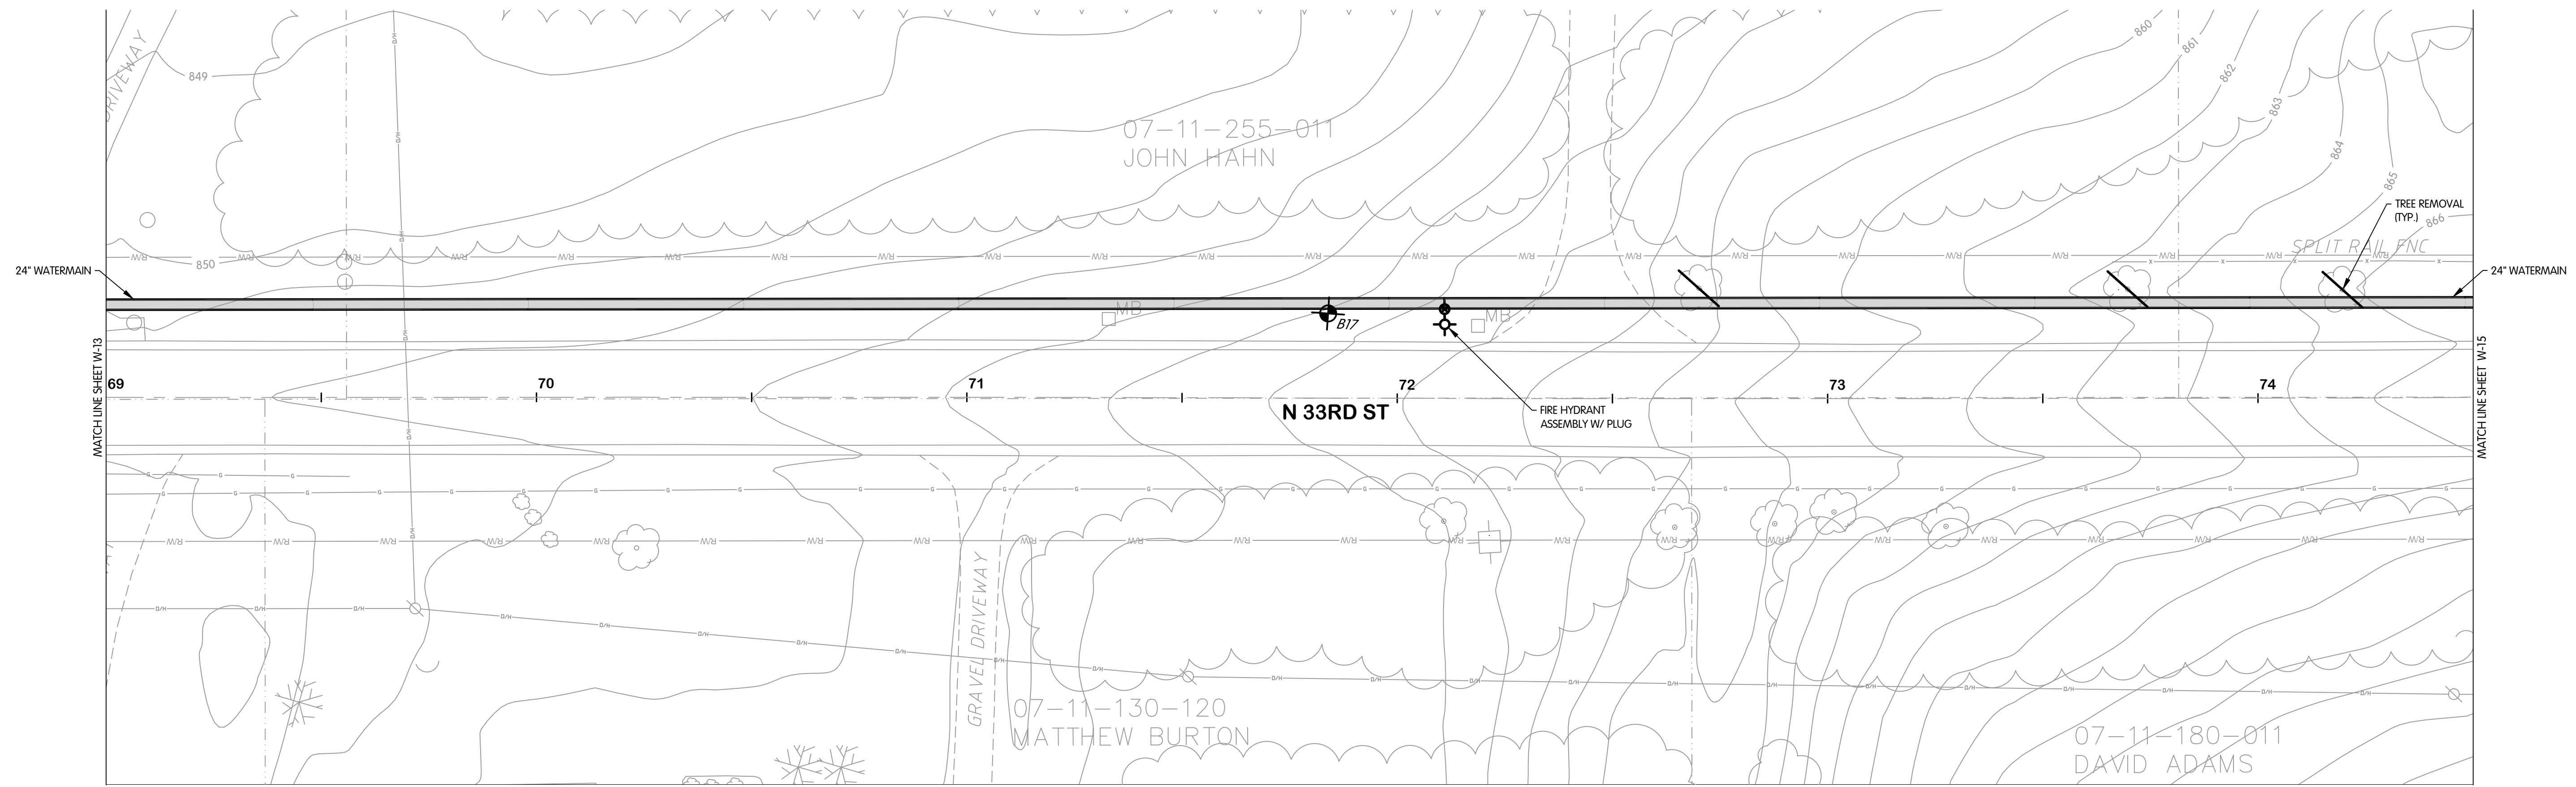 DRIVEWAY
849
850
860
861
862
863
864
865
866
07-11-255-011
JOHN HAHN
TREE REMOVAL
(TYP.)
SPLIT RAIL FNC
24" WATERMAIN
24" WATERMAIN
R/W R/W R/W R/W R/W R/W R/W R/W R/W R/W R/W R/W R/W R/W R/W R/W R/W R/W R/W R/W R/W R/W
MB
B17
MB
MATCH LINE SHEET W-13
MATCH LINE SHEET W-15
69
70
71
72
73
74
N 33RD ST
FIRE HYDRANT
ASSEMBLY W/ PLUG
G G G
G G G G G G G G G G G G G G G G G G G G G G G G G G G G G G G G
R/W R/W R/W R/W R/W R/W R/W R/W R/W R/W R/W R/W R/W R/W R/W R/W R/W R/W R/W R/W R/W R/W
O/H O/H O/H O/H O/H O/H O/H O/H O/H O/H O/H O/H O/H O/H O/H O/H O/H O/H O/H O/H O/H O/H
GRAVEL DRIVEWAY
07-11-130-120
MATTHEW BURTON
07-11-180-011
DAVID ADAMS